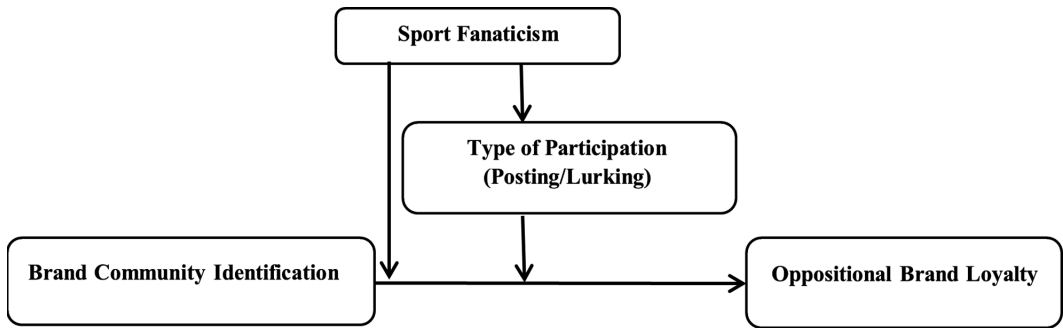 Sport Fanaticism
Type of Participation
(Posting/Lurking)
Brand Community Identification
Oppositional Brand Loyalty